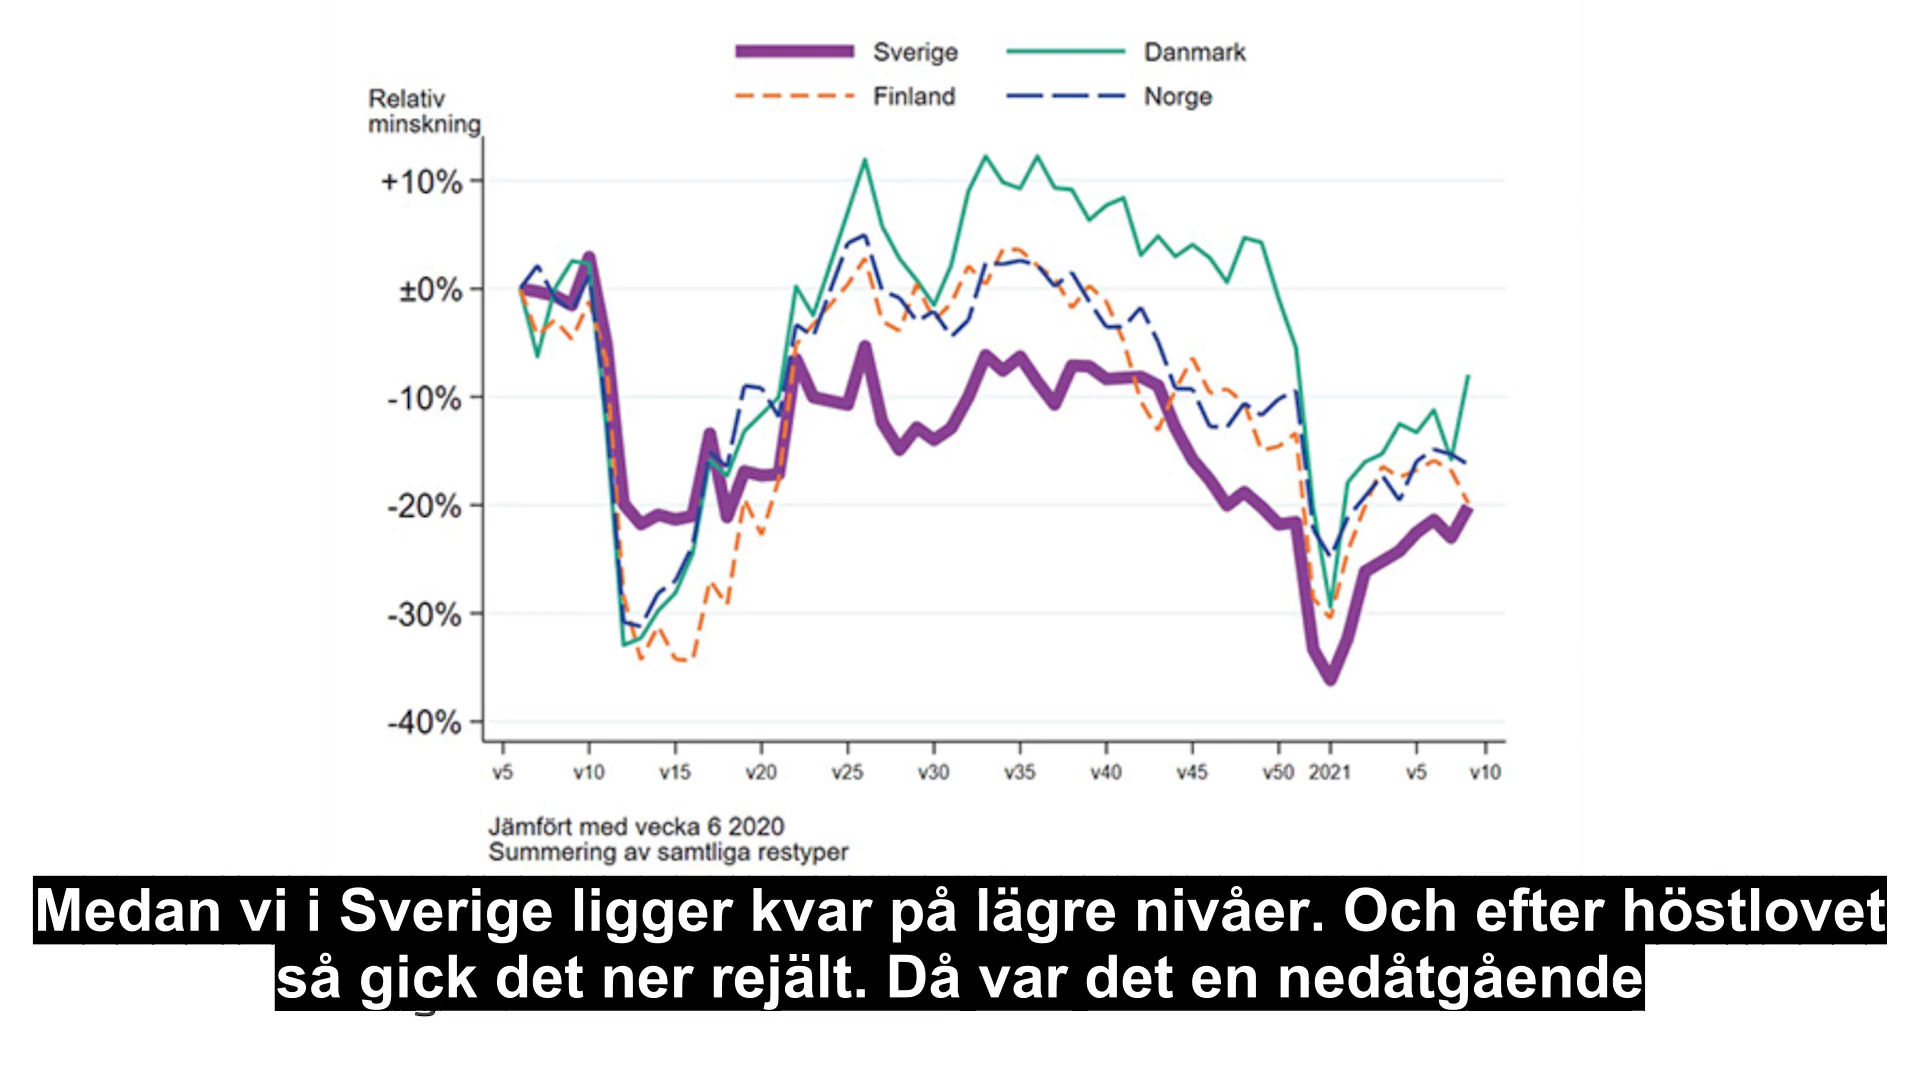 Sverige
Danmark
Finland
Norge
Relativ
minskning
+10%
±0%
-10%
-20%
-30%
-40%
v5 v10 v15 v20 v25 v30 v35 v40 v45 v50 2021 v5 v10
Jämfört med vecka 6 2020
Summering av samtliga restyper
Medan vi i Sverige ligger kvar på lägre nivåer. Och efter höstlovet
så gick det ner rejält. Då var det en nedåtgående